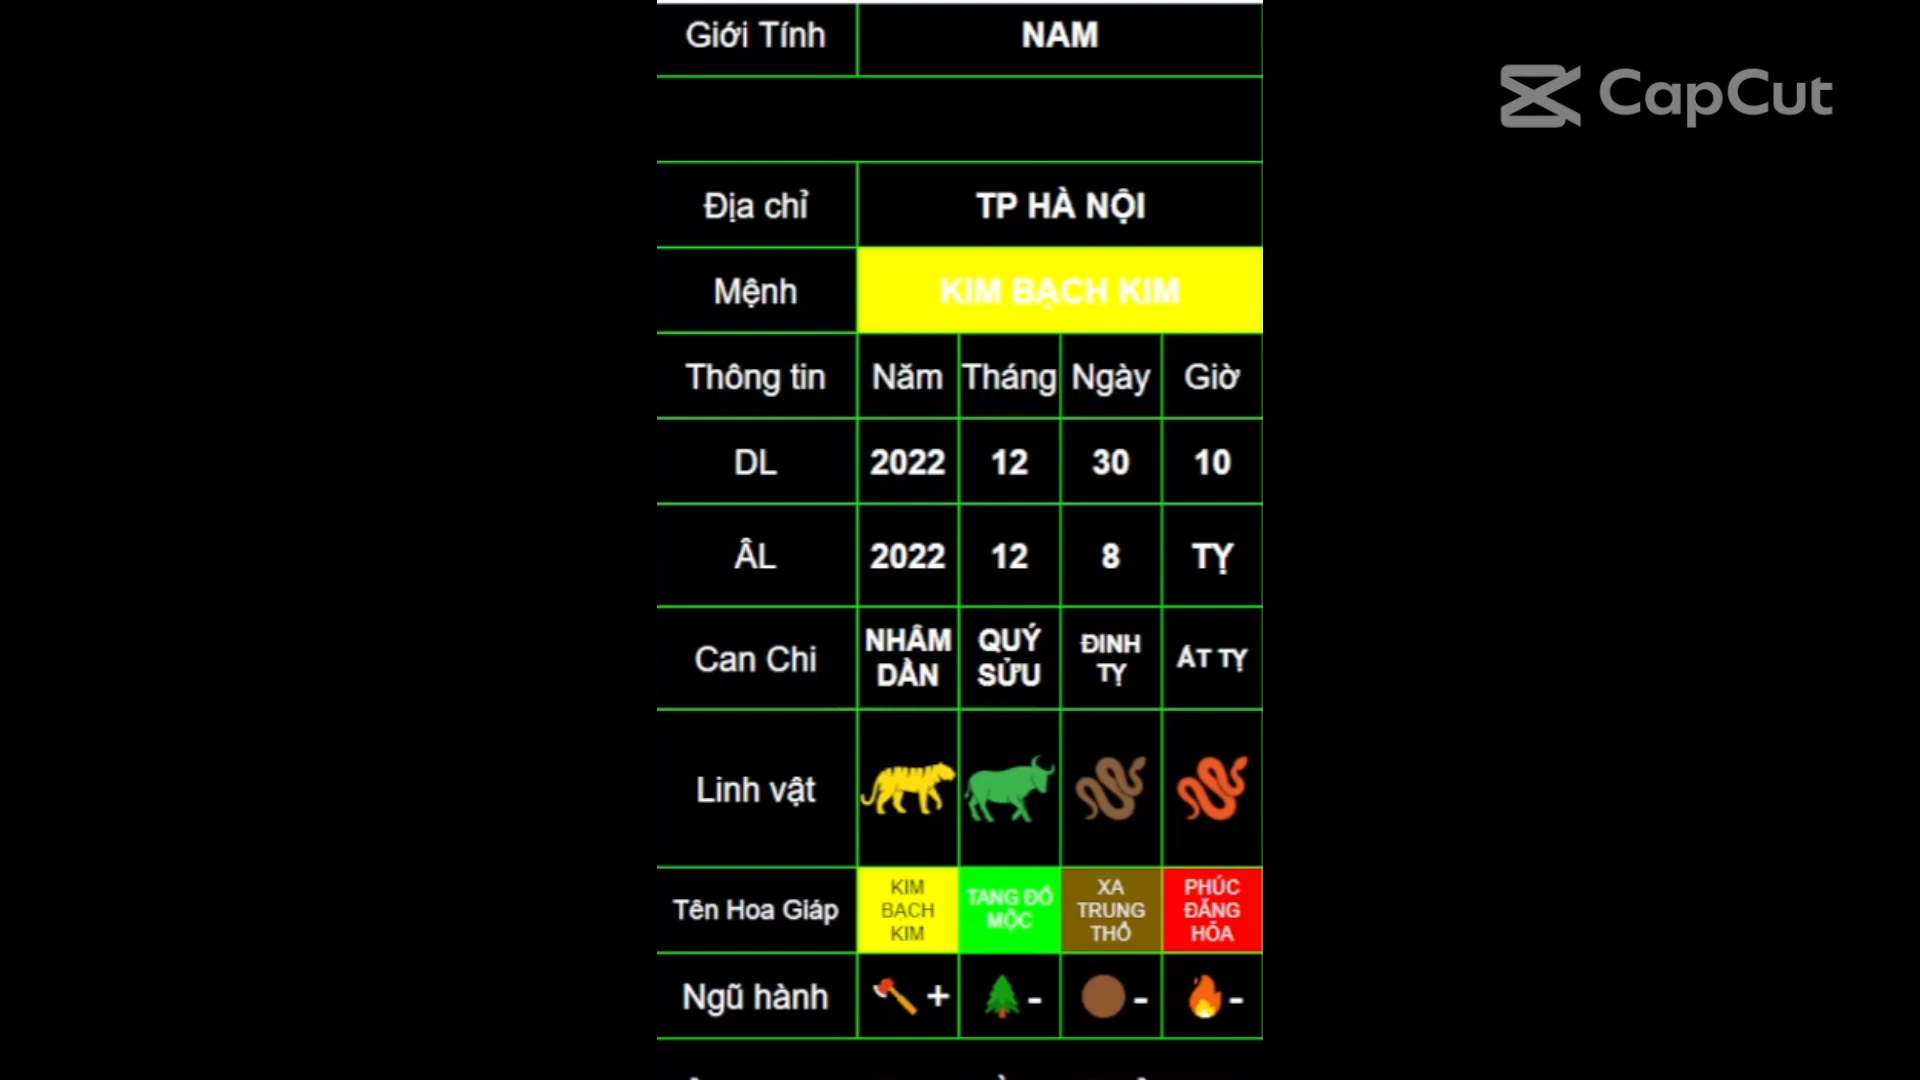 Giới Tính NAM
CapCut
Địa chỉ TP HÀ NỘI
Mệnh KIM BẠCH KIM
Thông tin Năm Tháng Ngày Giờ
DL 2022 12 30 10
ÂL 2022 12 8 TỴ
Can Chi NHÂM DẦN QUÝ SỬU ĐINH TỴ ÁT TỴ
Linh vật
Tên Hoa Giáp KIM BẠCH KIM TANG ĐỐ MỘC XA TRUNG THỔ PHÚC ĐĂNG HỎA
Ngũ hành + - - -